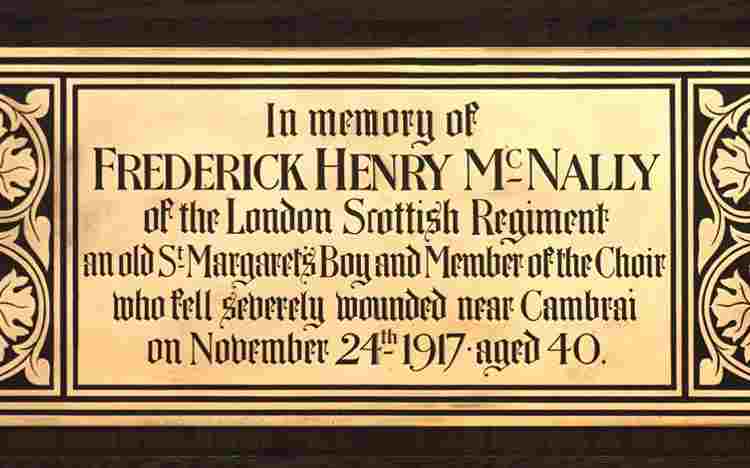 In memory of
FREDERICK HENRY McNALLY
of the London Scottish Regiment
an old St. Margaret's Boy and Member of the Choir
who fell severely wounded near Cambrai
on November 24th 1917 · aged 40.